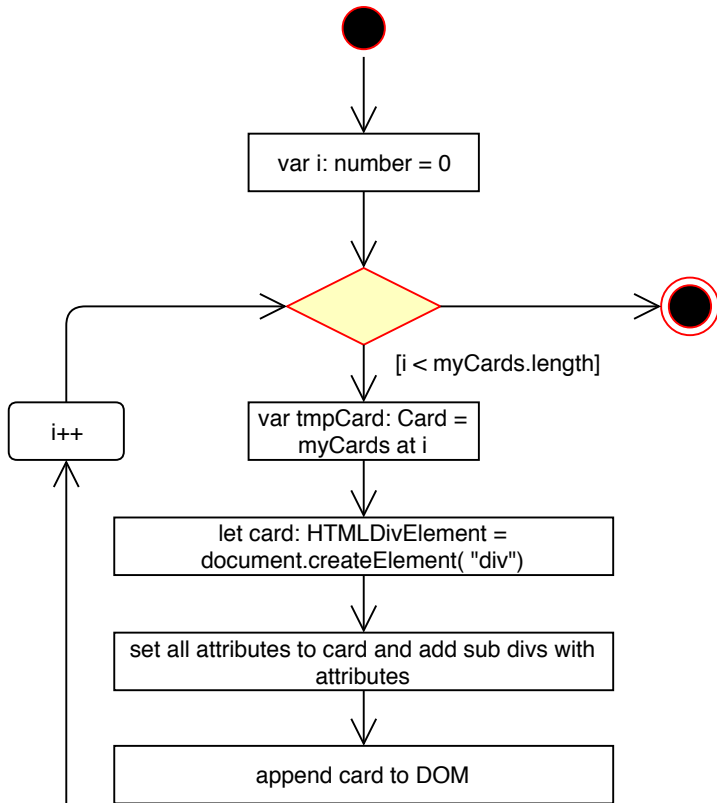 var i: number = 0
[i < myCards.length]
var tmpCard: Card =
myCards at i
i++
let card: HTMLDivElement =
document.createElement( "div")
set all attributes to card and add sub divs with
attributes
append card to DOM